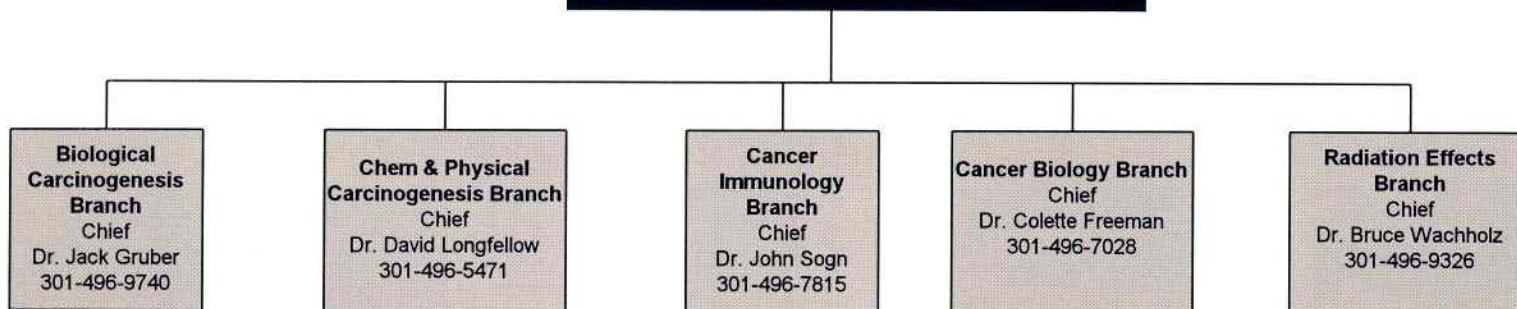 Biological
Carcinogenesis
Branch
Chief
Dr. Jack Gruber
301-496-9740
Chem & Physical
Carcinogenesis Branch
Chief
Dr. David Longfellow
301-496-5471
Cancer
Immunology
Branch
Chief
Dr. John Sogn
301-496-7815
Cancer Biology Branch
Chief
Dr. Colette Freeman
301-496-7028
Radiation Effects
Branch
Chief
Dr. Bruce Wachholz
301-496-9326